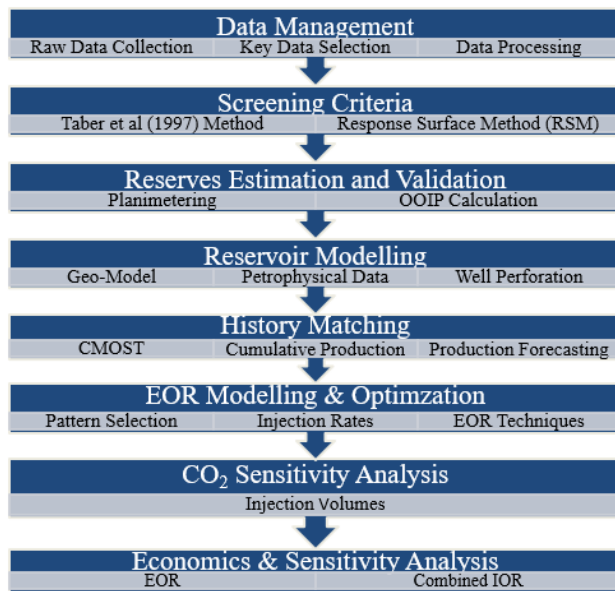 Data Management
Raw Data Collection Key Data Selection Data Processing
Screening Criteria
Taber et al (1997) Method Response Surface Method (RSM)
Reserves Estimation and Validation
Planimetering OOIP Calculation
Reservoir Modelling
Geo-Model Petrophysical Data Well Perforation
History Matching
CMOST Cumulative Production Production Forecasting
EOR Modelling & Optimzation
Pattern Selection Injection Rates EOR Techniques
CO₂ Sensitivity Analysis
Injection Volumes
Economics & Sensitivity Analysis
EOR Combined IOR